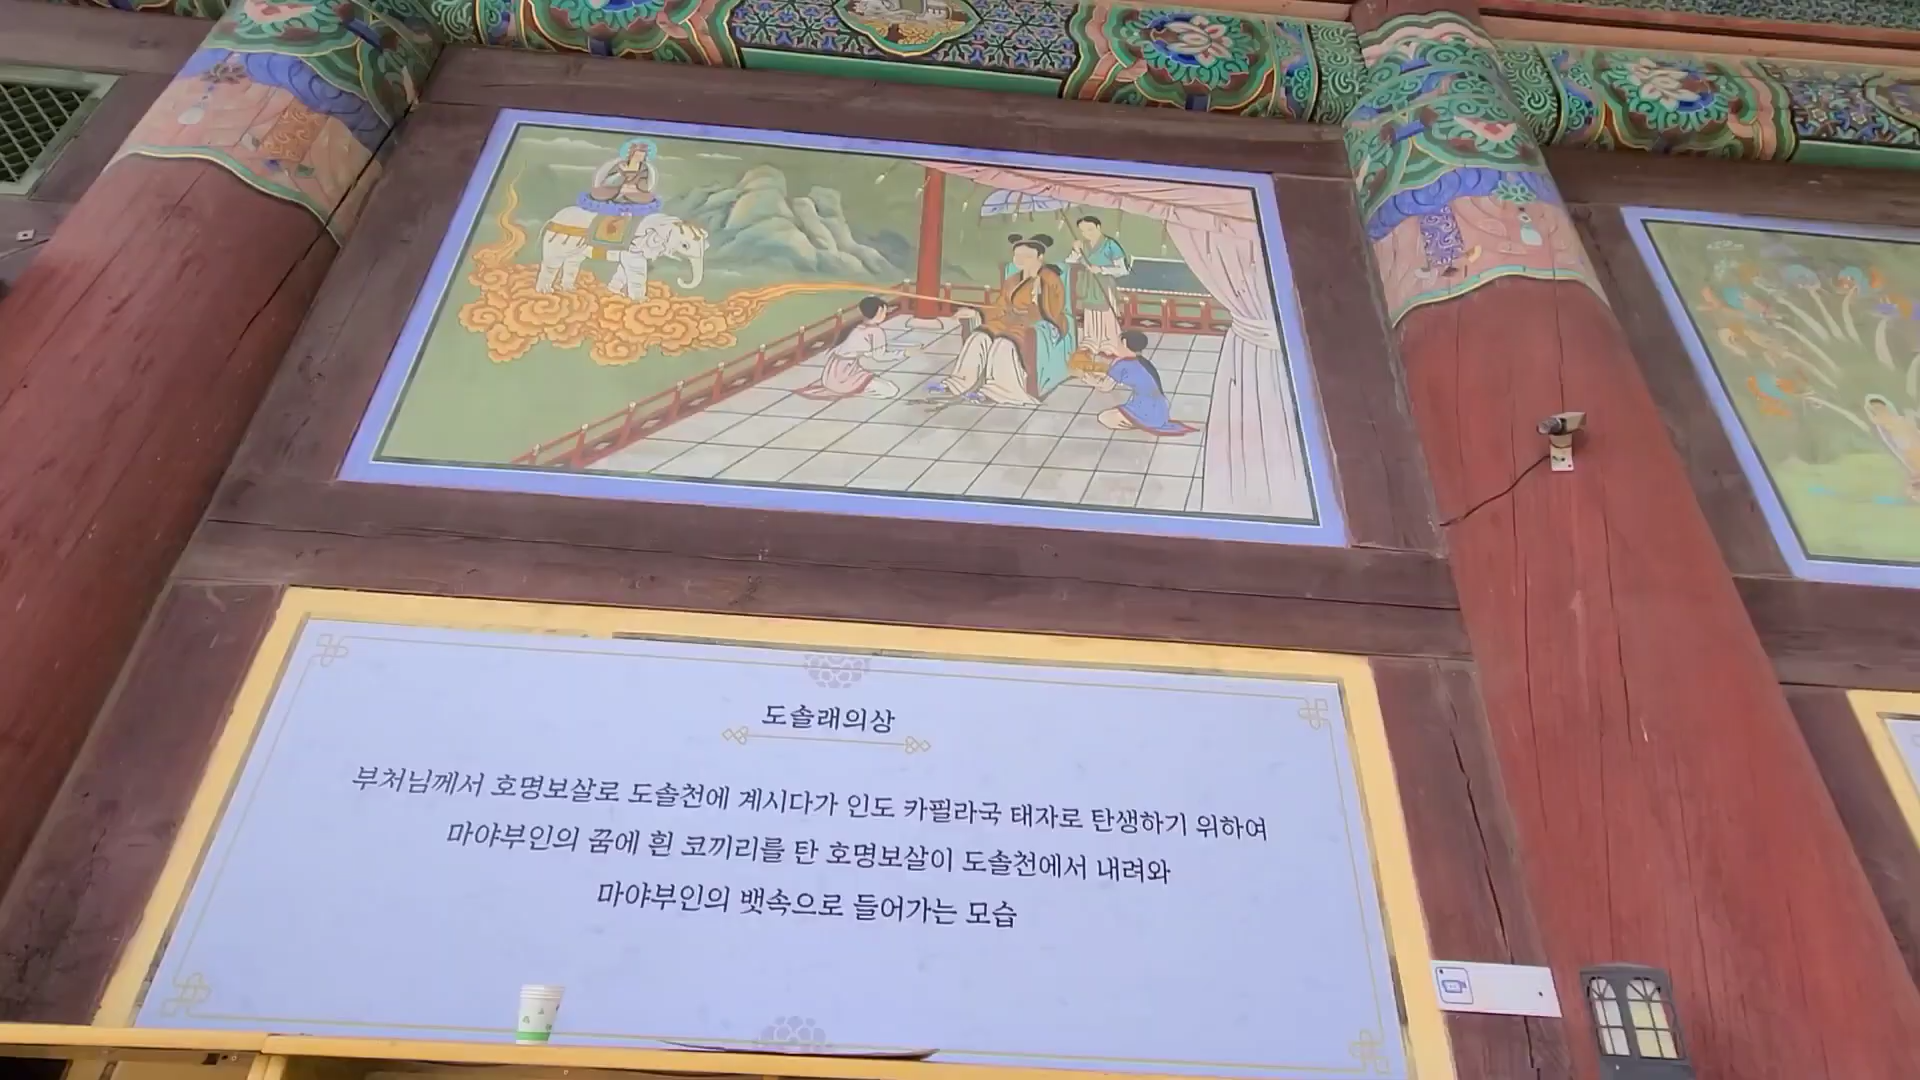 도솔래의상
부처님께서 호명보살로 도솔천에 계시다가 인도 카필라국 태자로 탄생하기 위하여
마야부인의 꿈에 흰 코끼리를 탄 호명보살이 도솔천에서 내려와
마야부인의 뱃속으로 들어가는 모습